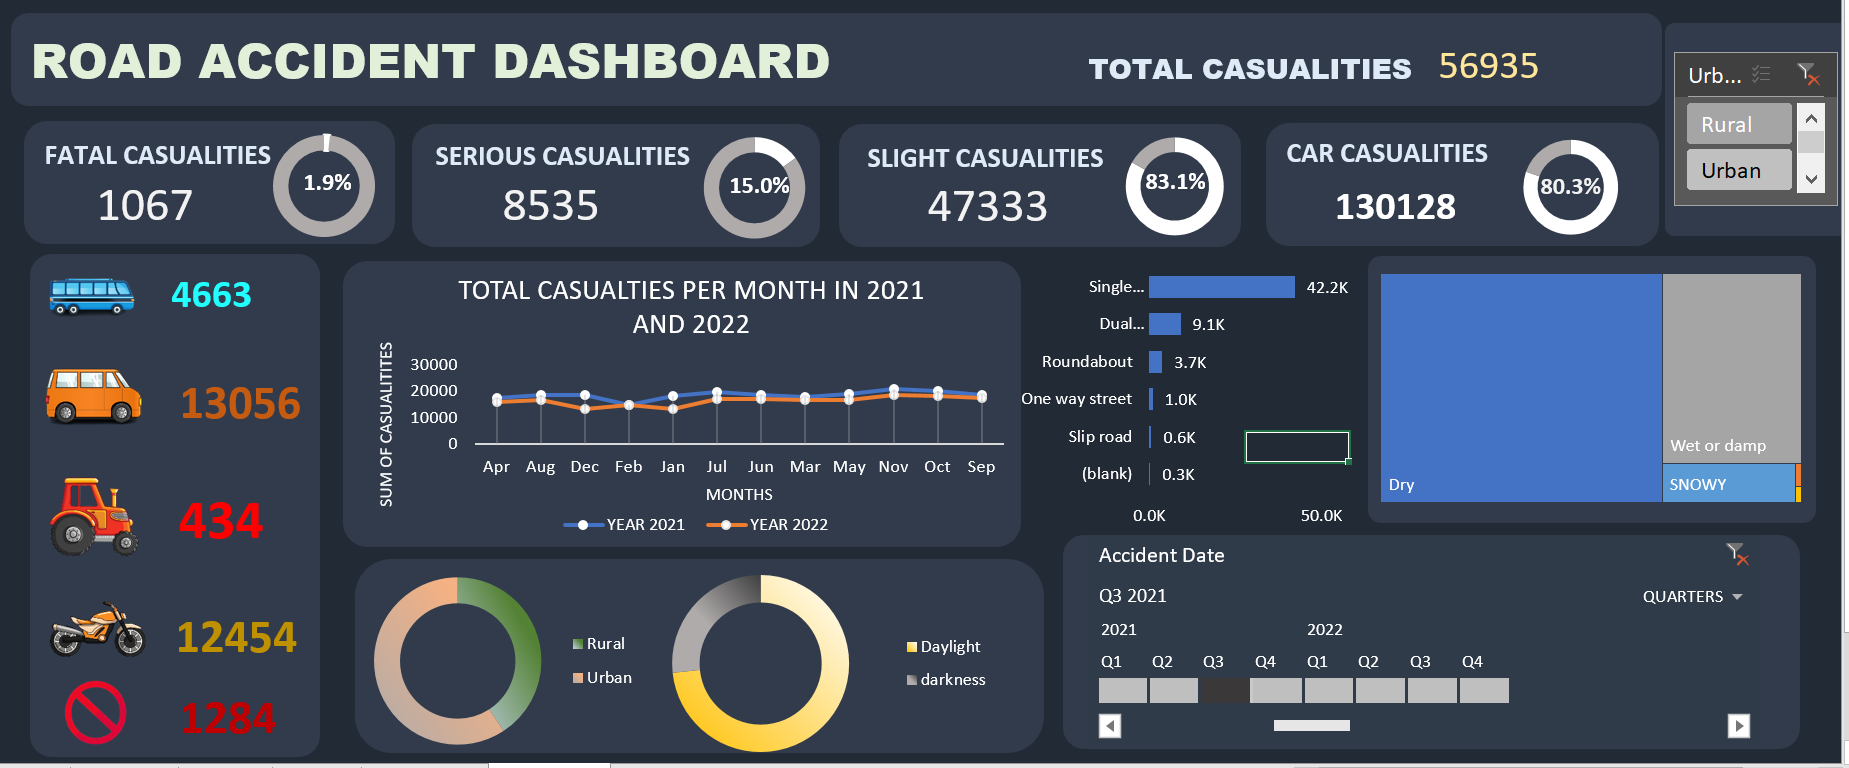 ROAD ACCIDENT DASHBOARD
TOTAL CASUALITIES 56935
Urb...
Rural
Urban
FATAL CASUALITIES
1067
1.9%
SERIOUS CASUALITIES
8535
15.0%
SLIGHT CASUALITIES
47333
83.1%
CAR CASUALITIES
130128
80.3%
4663
13056
434
12454
1284
TOTAL CASUALTIES PER MONTH IN 2021
AND 2022
SUM OF CASUALITITES
30000
20000
10000
0
Apr Aug Dec Feb Jan Jul Jun Mar May Nov Oct Sep
MONTHS
YEAR 2021 YEAR 2022
Single... 42.2K
Dual... 9.1K
Roundabout 3.7K
One way street 1.0K
Slip road 0.6K
(blank) 0.3K
0.0K 50.0K
Dry
Wet or damp
SNOWY
Rural
Urban
Daylight
darkness
Accident Date
Q3 2021
QUARTERS
2021 2022
Q1 Q2 Q3 Q4 Q1 Q2 Q3 Q4